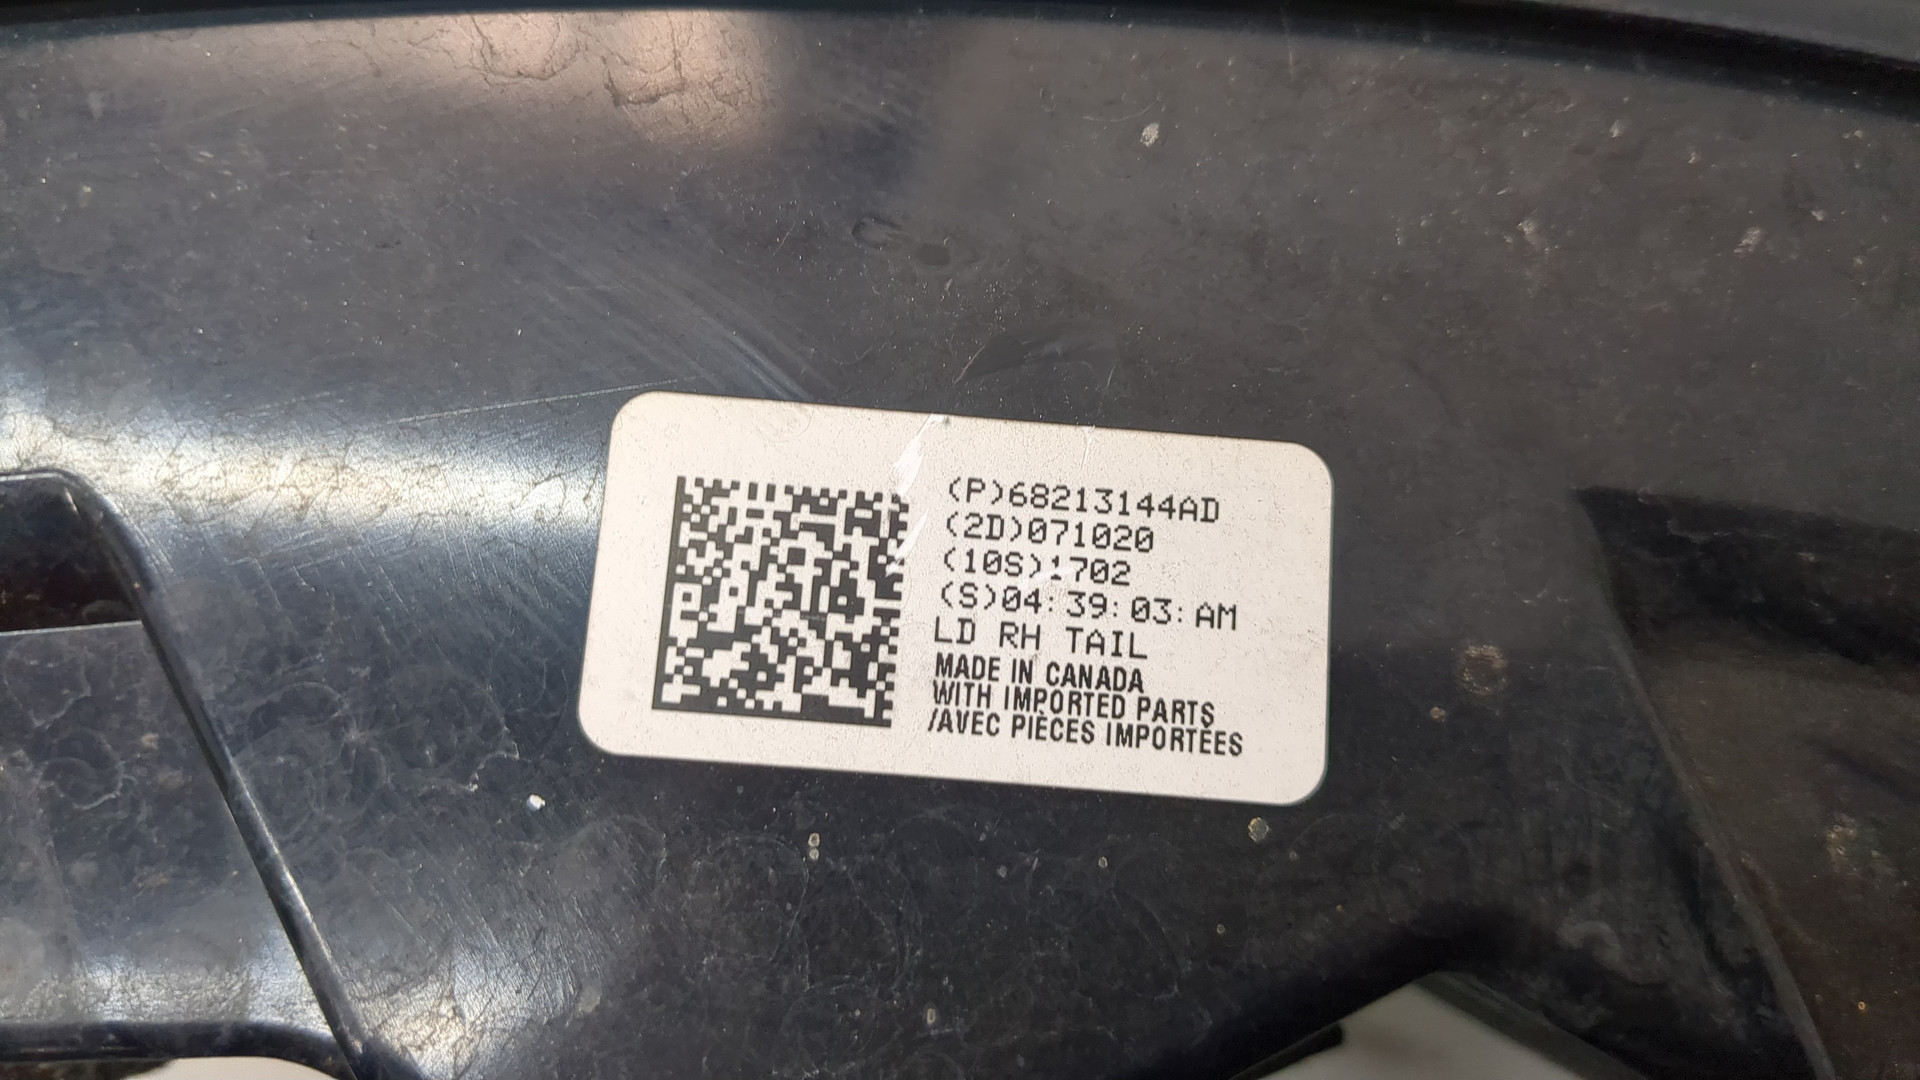 (P)68213144AD
(2D)071020
(10S)1702
(S)04:39:03:AM
LD RH TAIL
MADE IN CANADA
WITH IMPORTED PARTS
/AVEC PIÈCES IMPORTÉES